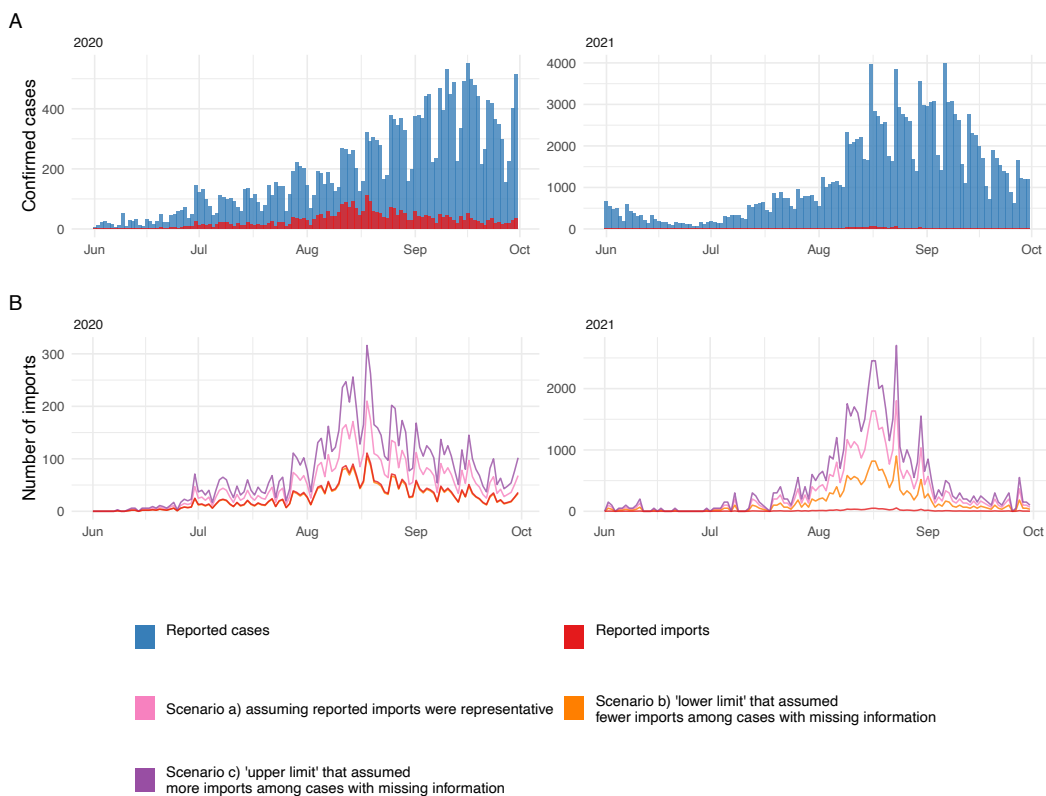 A
2020
2021
Confirmed cases
400
200
0
Jun
Jul
Aug
Sep
Oct
4000
3000
2000
1000
0
Jun
Jul
Aug
Sep
Oct
B
2020
2021
Number of imports
300
200
100
0
Jun
Jul
Aug
Sep
Oct
2000
1000
0
Jun
Jul
Aug
Sep
Oct
Reported cases
Reported imports
Scenario a) assuming reported imports were representative
Scenario b) 'lower limit' that assumed
fewer imports among cases with missing information
Scenario c) 'upper limit' that assumed
more imports among cases with missing information